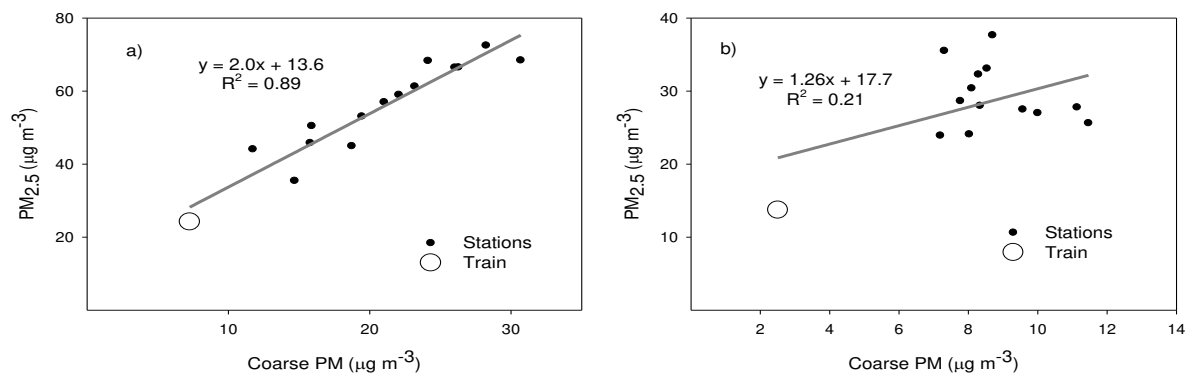 80
60
40
20
PM2.5 (µg m-3)
a)
y = 2.0x + 13.6
R2 = 0.89
Stations
Train
10
20
30
Coarse PM (µg m-3)
40
30
20
10
PM2.5 (µg m-3)
b)
y = 1.26x + 17.7
R2 = 0.21
Stations
Train
2
4
6
8
10
12
14
Coarse PM (µg m-3)